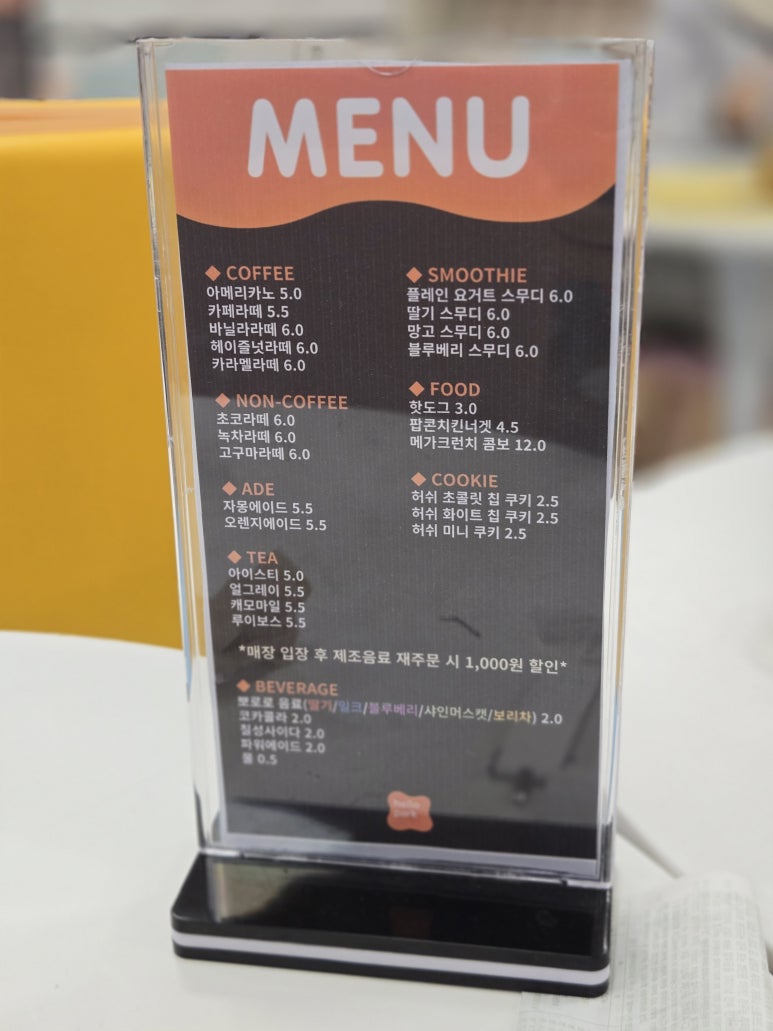 MENU
◆ COFFEE
아메리카노 5.0
카페라떼 5.5
바닐라라떼 6.0
헤이즐넛라떼 6.0
카라멜라떼 6.0
◆ NON-COFFEE
초코라떼 6.0
녹차라떼 6.0
고구마라떼 6.0
◆ ADE
자몽에이드 5.5
오렌지에이드 5.5
◆ TEA
아이스티 5.0
얼그레이 5.5
캐모마일 5.5
루이보스 5.5
◆ SMOOTHIE
플레인 요거트 스무디 6.0
딸기 스무디 6.0
망고 스무디 6.0
블루베리 스무디 6.0
◆ FOOD
핫도그 3.0
팝콘치킨너겟 4.5
메가크런치 콤보 12.0
◆ COOKIE
허쉬 초콜릿 칩 쿠키 2.5
허쉬 화이트 칩 쿠키 2.5
허쉬 미니 쿠키 2.5
*매장 입장 후 제조음료 재주문 시 1,000원 할인*
◆ BEVERAGE
뽀로로 음료(딸기/밀크/블루베리/샤인머스캣/보리차) 2.0
코카콜라 2.0
칠성사이다 2.0
파워에이드 2.0
물 0.5
hello
park